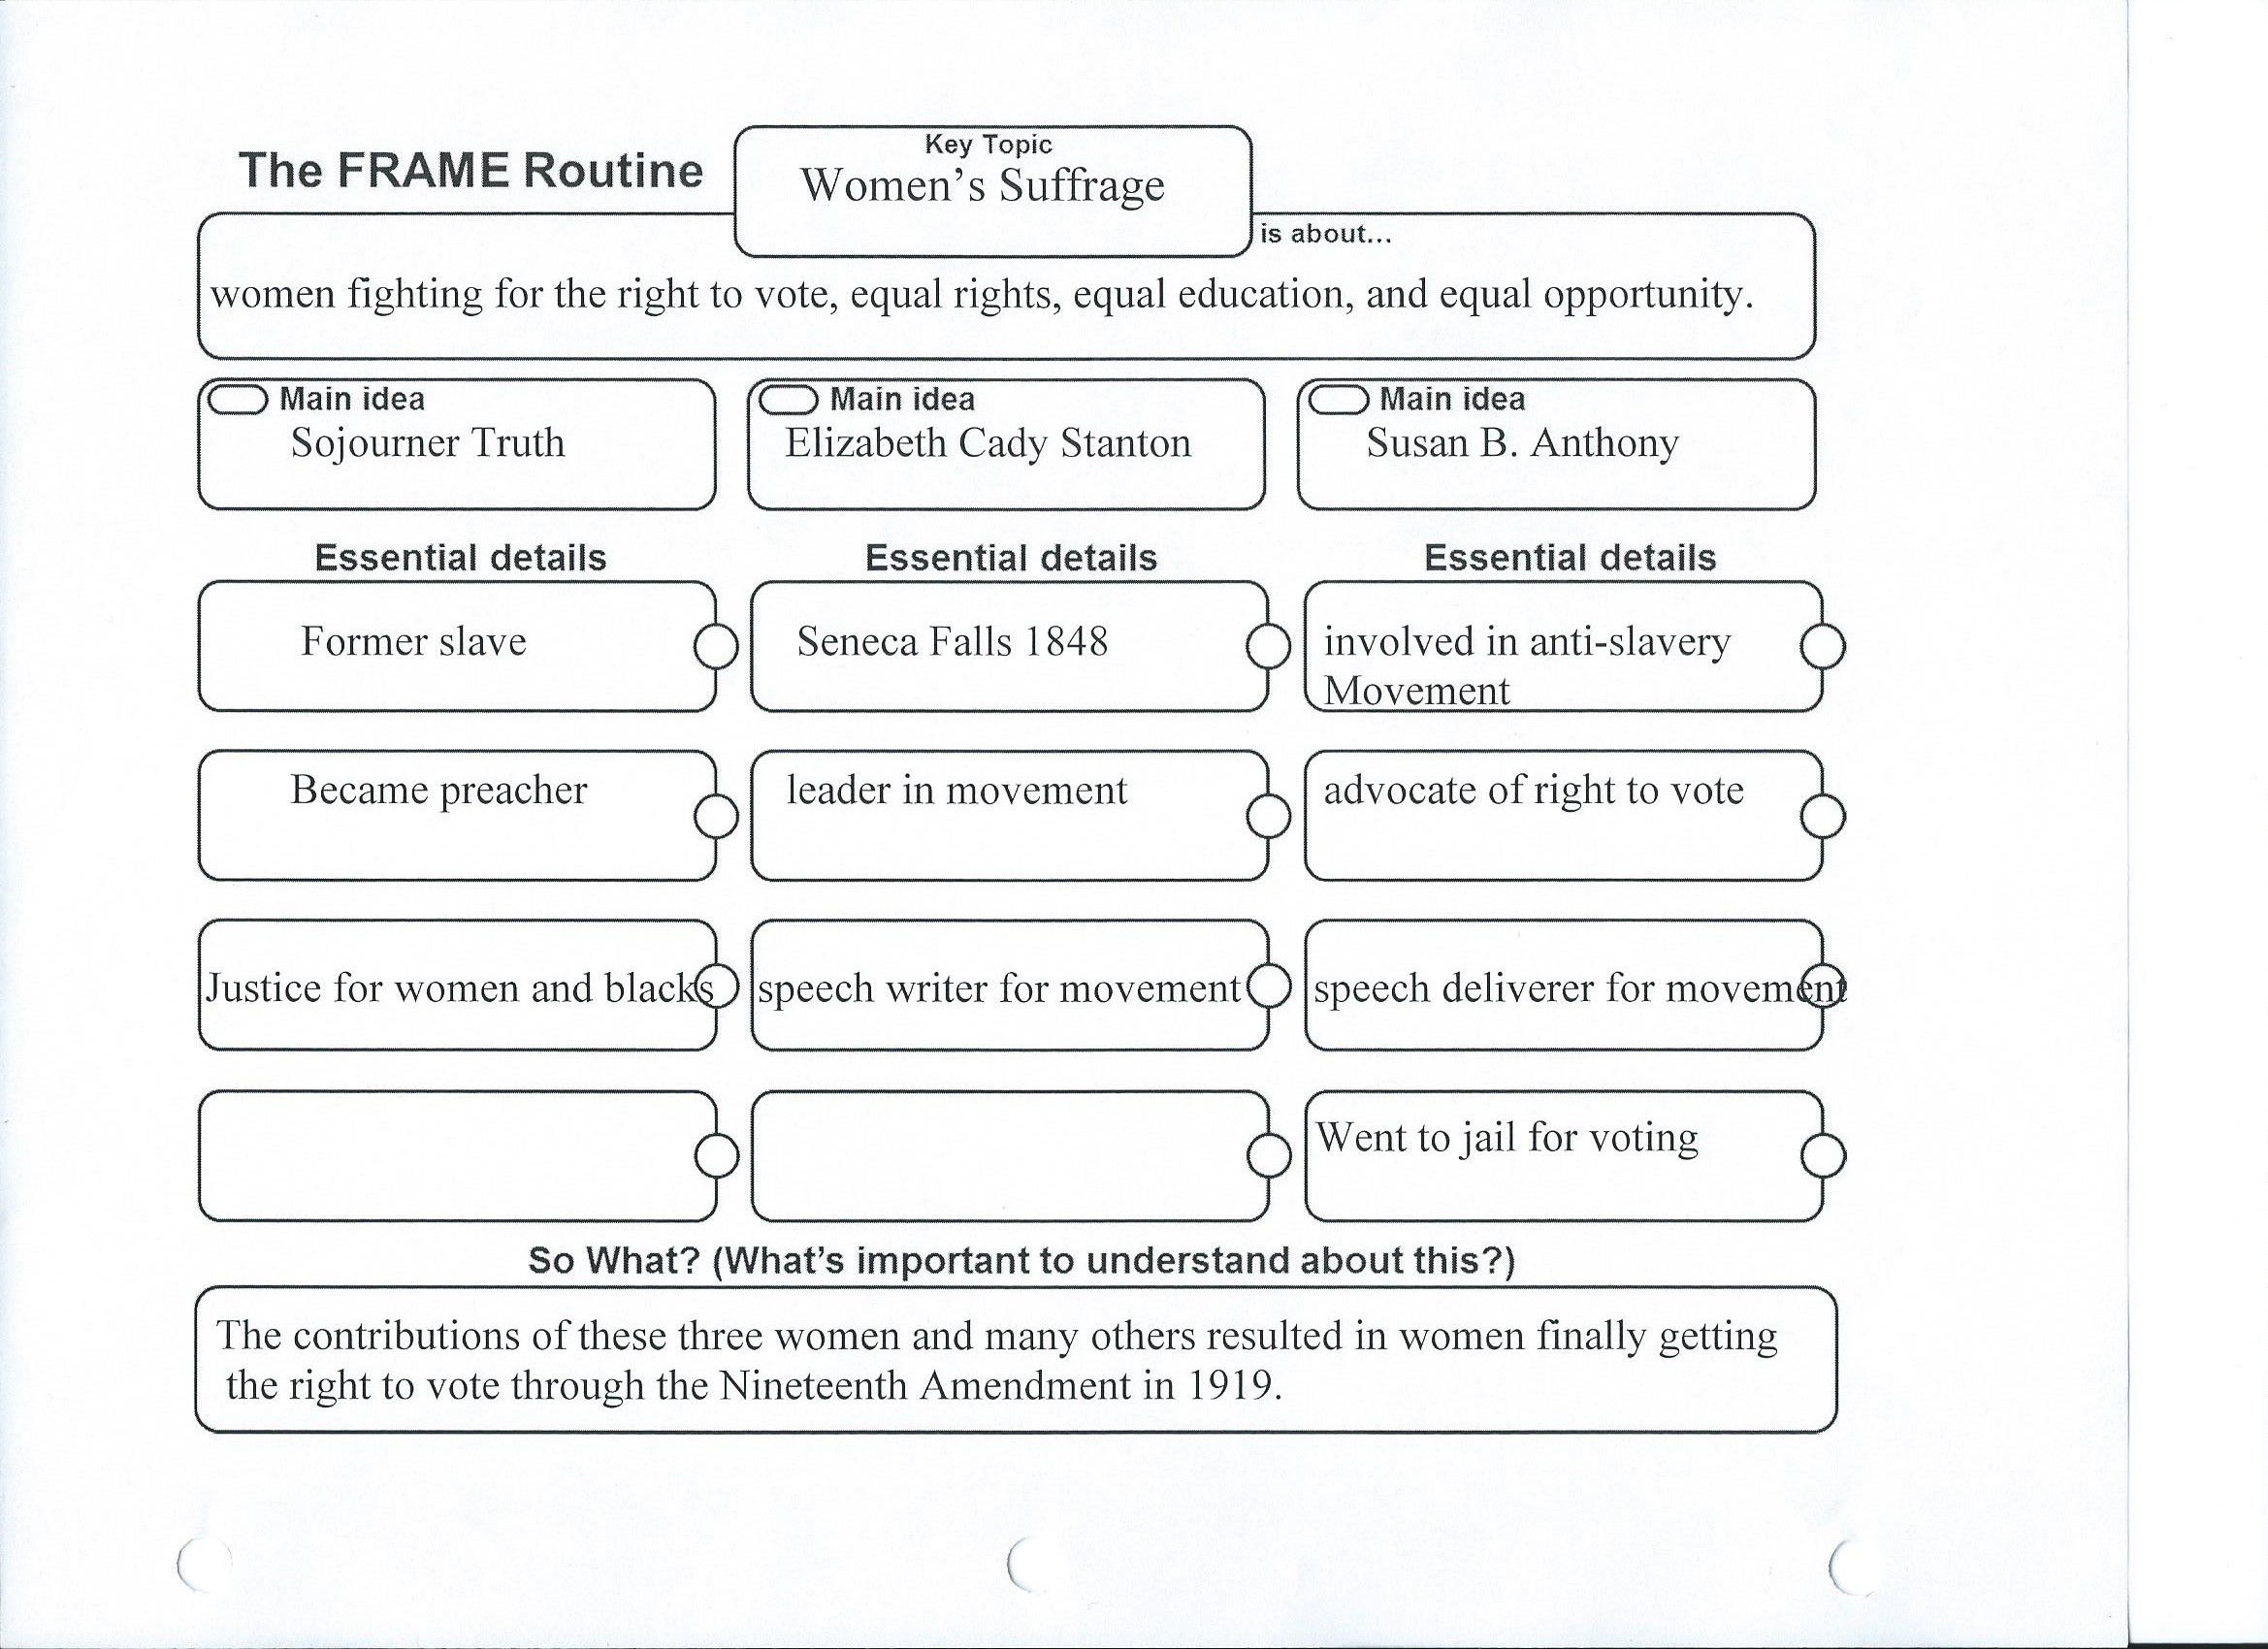 The FRAME Routine
Key Topic
Women's Suffrage
is about...
women fighting for the right to vote, equal rights, equal education, and equal opportunity.
Main idea
Sojourner Truth
Main idea
Elizabeth Cady Stanton
Main idea
Susan B. Anthony
Essential details
Former slave
Became preacher
Justice for women and blacks
Essential details
Seneca Falls 1848
leader in movement
speech writer for movement
Essential details
involved in anti-slavery
Movement
advocate of right to vote
speech deliverer for movement
Went to jail for voting
So What? (What's important to understand about this?)
The contributions of these three women and many others resulted in women finally getting
the right to vote through the Nineteenth Amendment in 1919.